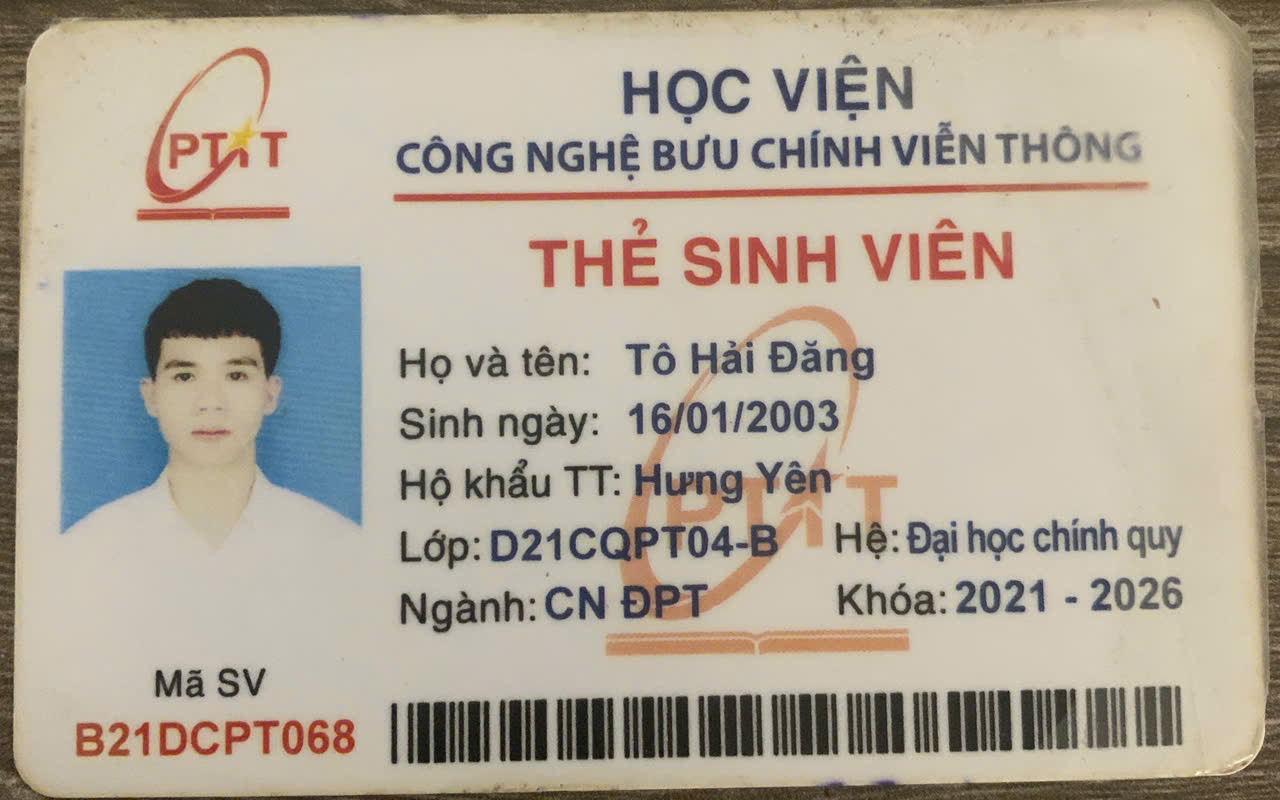 PTIT
HỌC VIỆN
CÔNG NGHỆ BƯU CHÍNH VIỄN THÔNG
THẺ SINH VIÊN
Họ và tên: Tô Hải Đăng
Sinh ngày: 16/01/2003
Hộ khẩu TT: Hưng Yên
Lớp: D21CQPT04-B Hệ: Đại học chính quy
Ngành: CN ĐPT Khóa: 2021 - 2026
PTIT
Mã SV
B21DCPT068